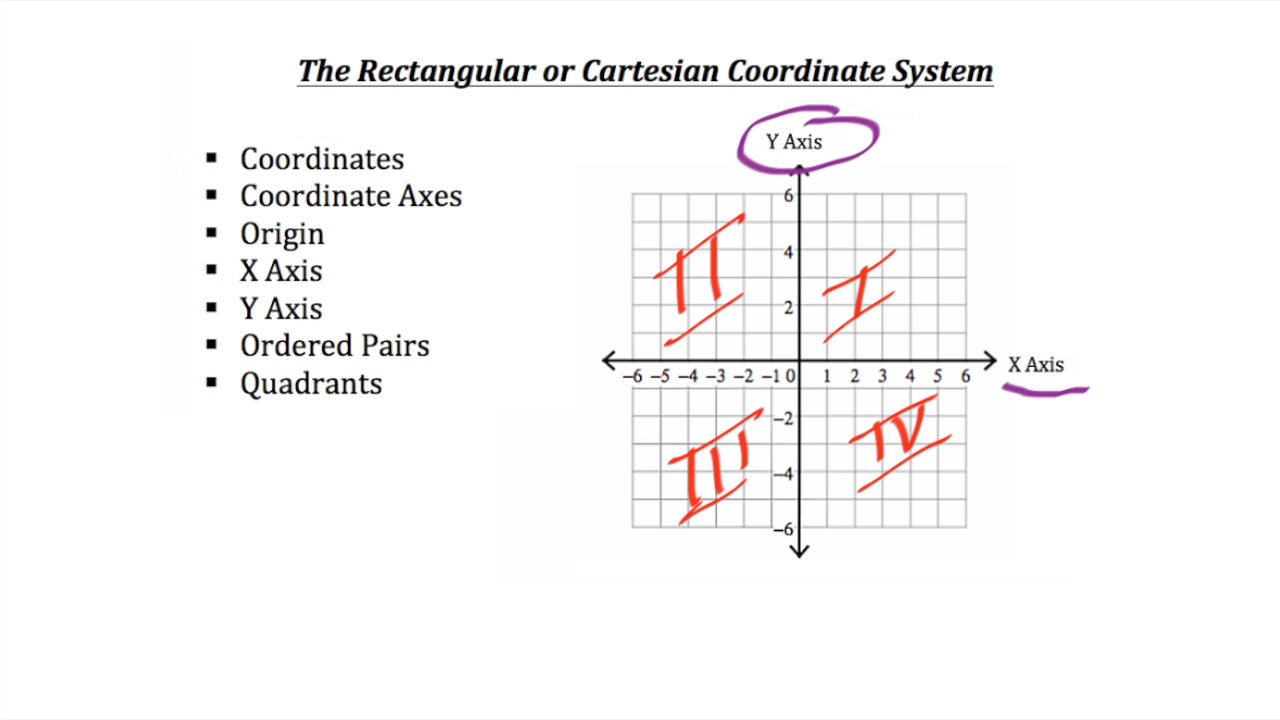 The Rectangular or Cartesian Coordinate System
▪ Coordinates
▪ Coordinate Axes
▪ Origin
▪ X Axis
▪ Y Axis
▪ Ordered Pairs
▪ Quadrants
Y Axis
6
II
4
I
2
X Axis
−6 −5 −4 −3 −2 −1 0 1 2 3 4 5 6
−2
III
IV
−4
−6